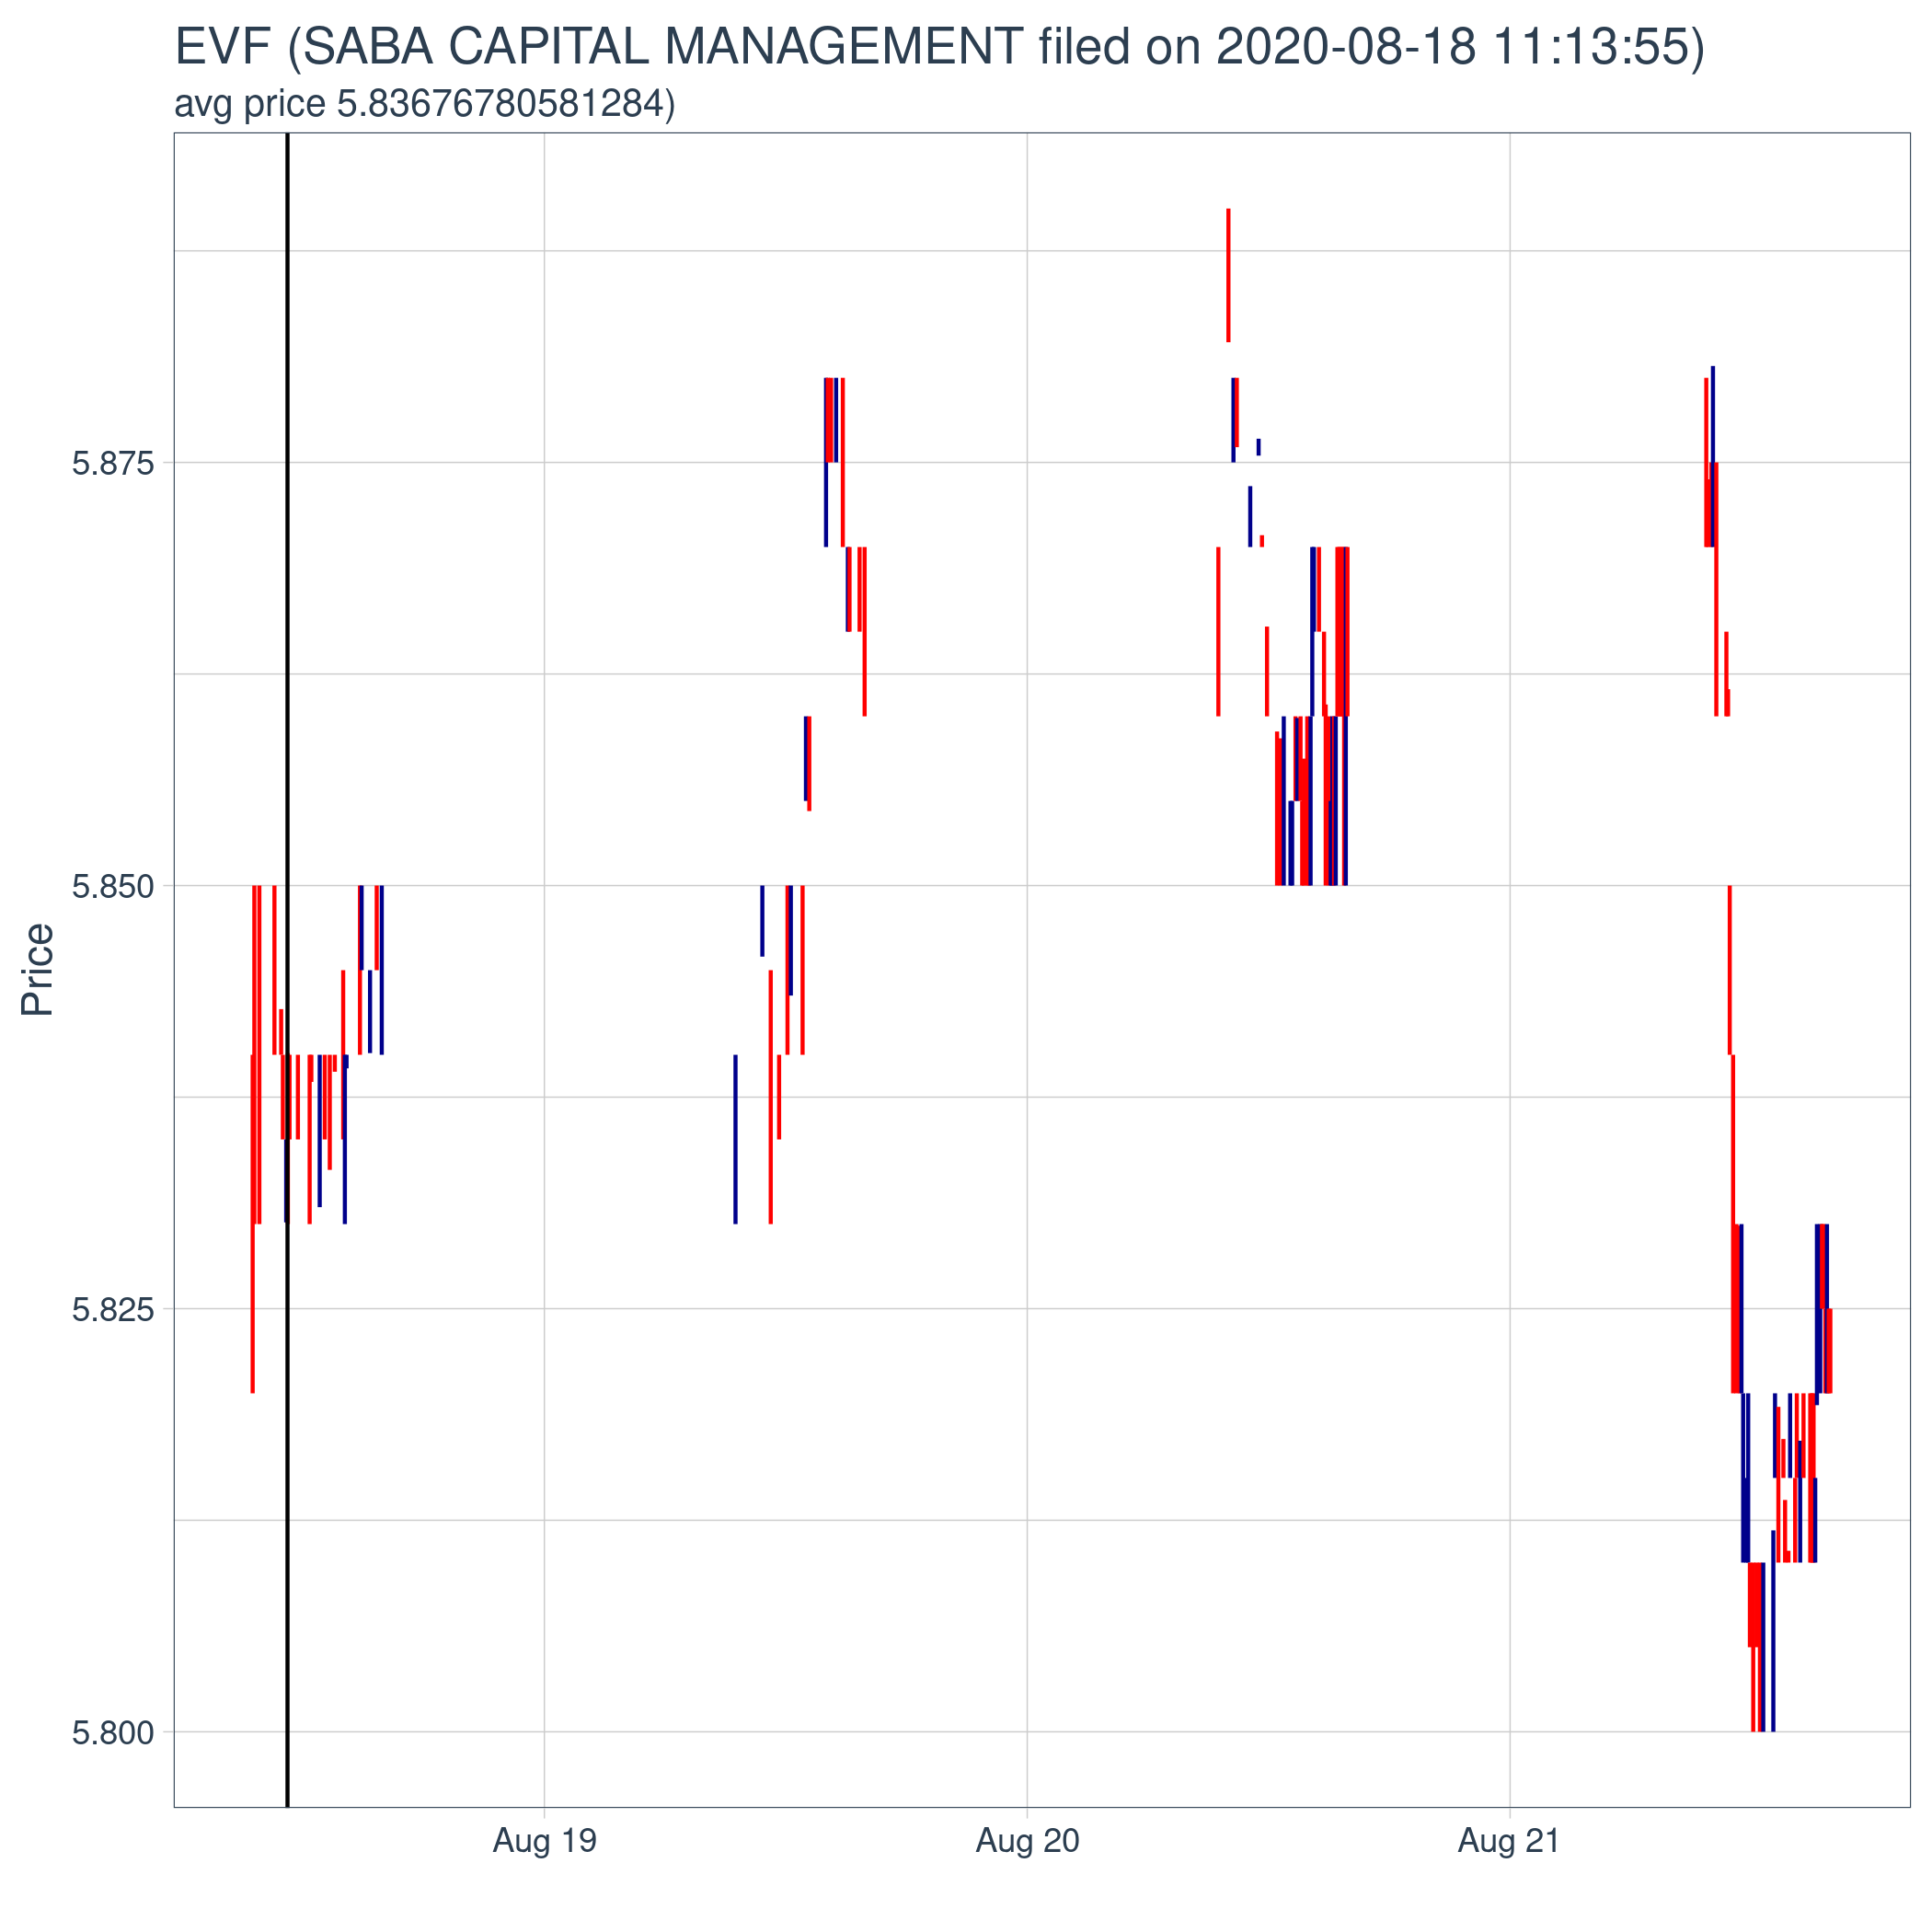 EVF (SABA CAPITAL MANAGEMENT filed on 2020-08-18 11:13:55)
avg price 5.83676780581284)
5.875
5.850
Price
5.825
5.800
Aug 19 Aug 20 Aug 21